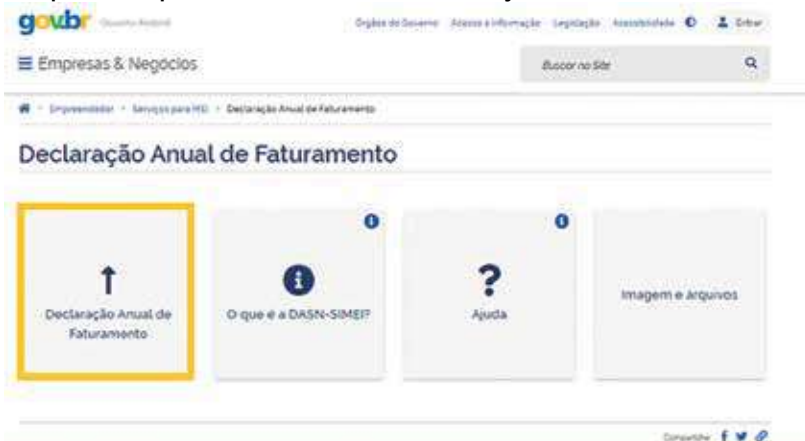 gov.br Governo Federal Órgãos do Governo Acesso à Informação Legislação Acessibilidade Entrar
Empresas & Negócios Buscar no Site
Empreendedor Serviços para MEI Declaração Anual de Faturamento
Declaração Anual de Faturamento
Declaração Anual de
Faturamento
O que é a DASN-SIMEI?
Ajuda
Imagem e arquivos
Compartilhe